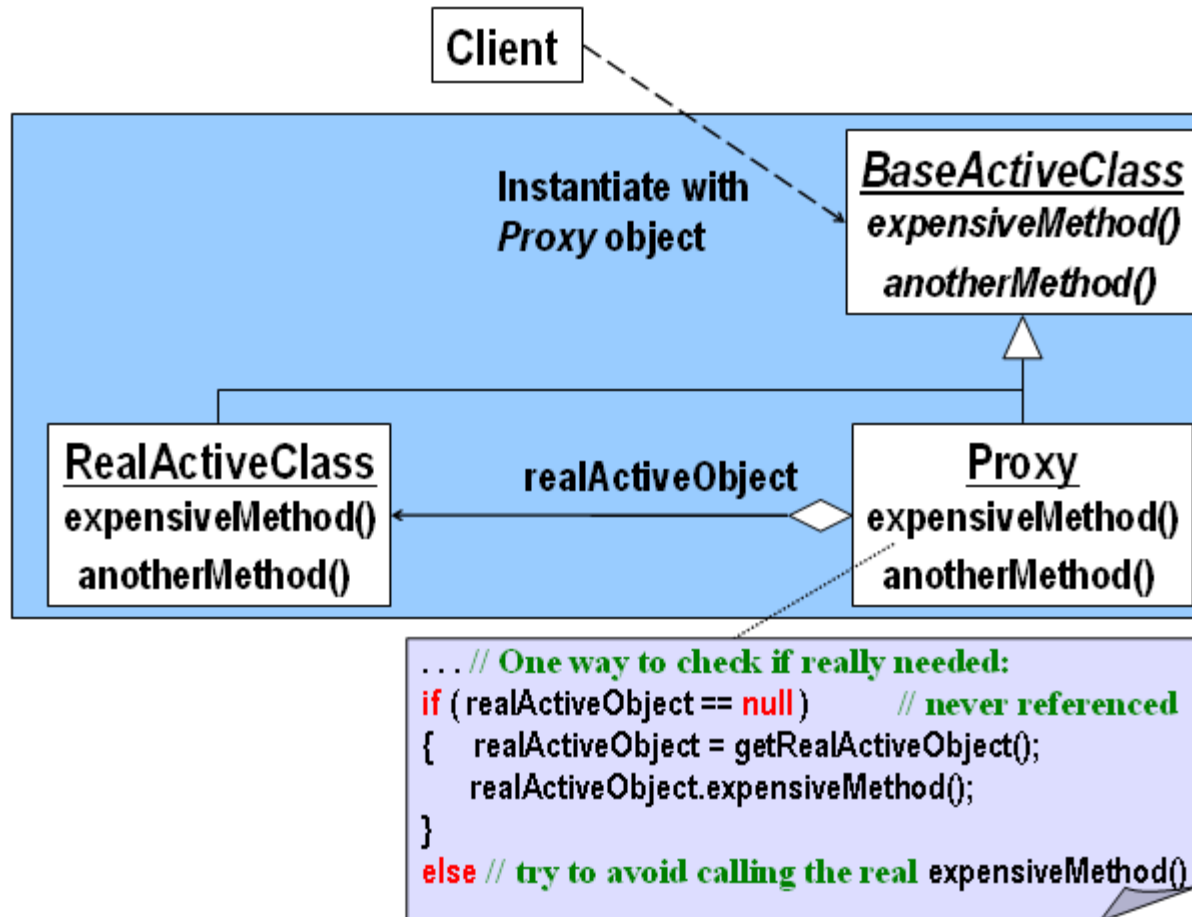 Client
Instantiate with
Proxy object
BaseActiveClass
expensiveMethod()
anotherMethod()
RealActiveClass
expensiveMethod()
anotherMethod()
realActiveObject
Proxy
expensiveMethod()
anotherMethod()
. . . // One way to check if really needed:
if ( realActiveObject == null ) // never referenced
{ realActiveObject = getRealActiveObject();
realActiveObject.expensiveMethod();
}
else // try to avoid calling the real expensiveMethod()